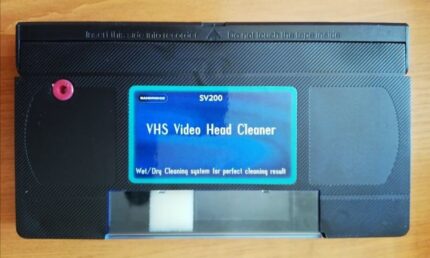 Insert this side into recorder Do not touch the tape inside
SV200
VHS Video Head Cleaner
Wet/Dry Cleaning system for perfect cleaning result